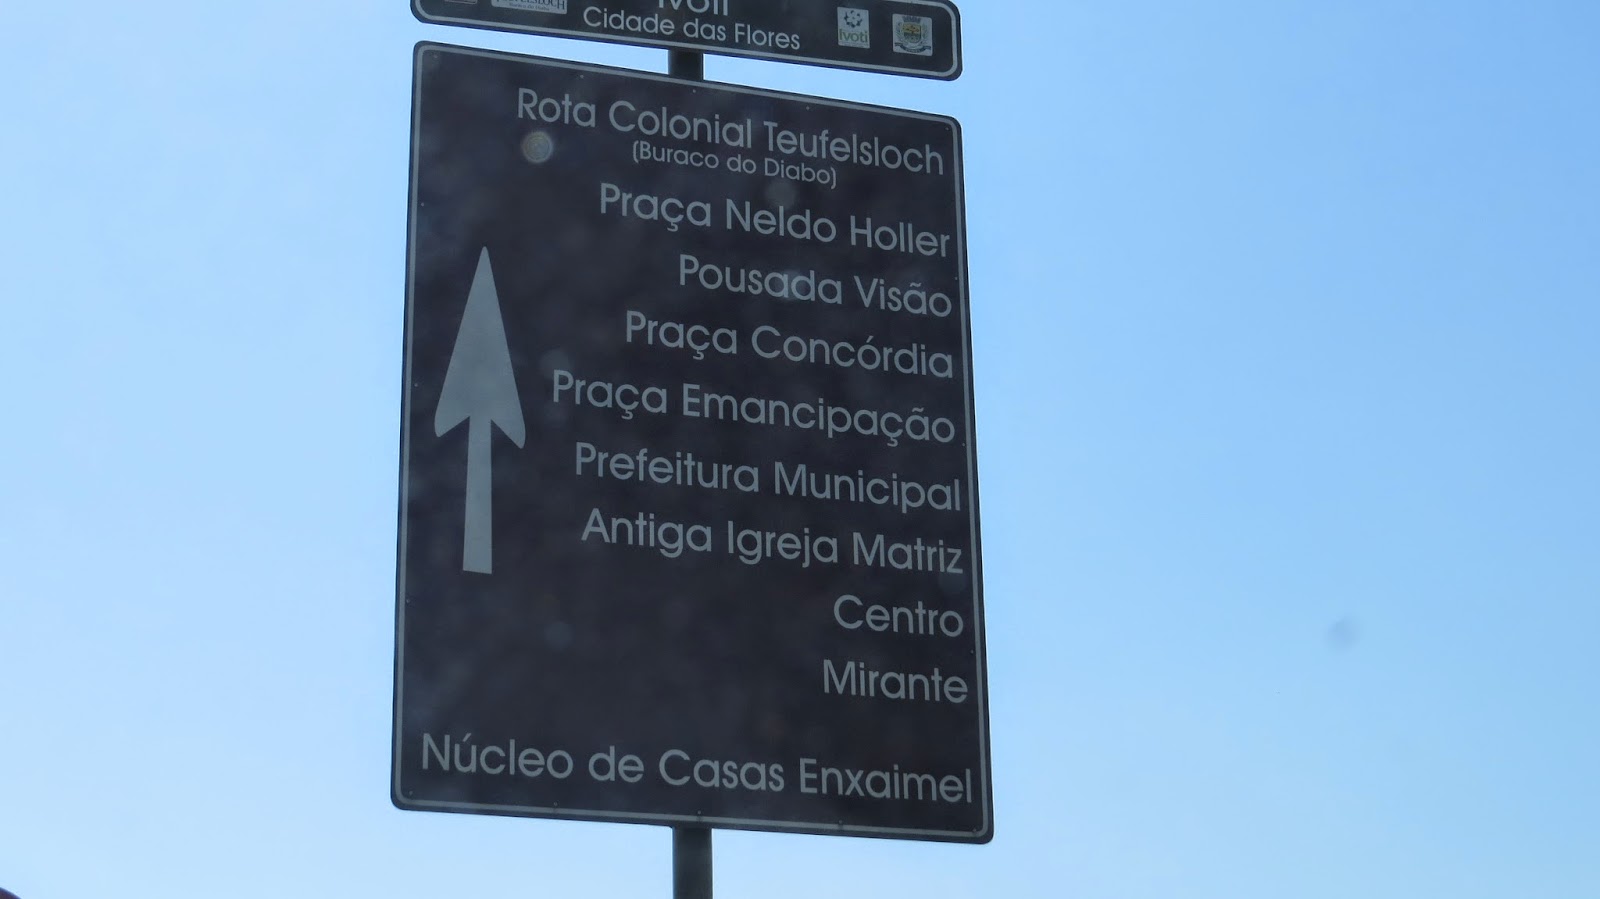 Ivoti
Cidade das Flores
Ivoti
Rota Colonial Teufelsloch
(Buraco do Diabo)
Praça Neldo Holler
Pousada Visão
Praça Concórdia
Praça Emancipação
Prefeitura Municipal
Antiga Igreja Matriz
Centro
Mirante
Núcleo de Casas Enxaimel